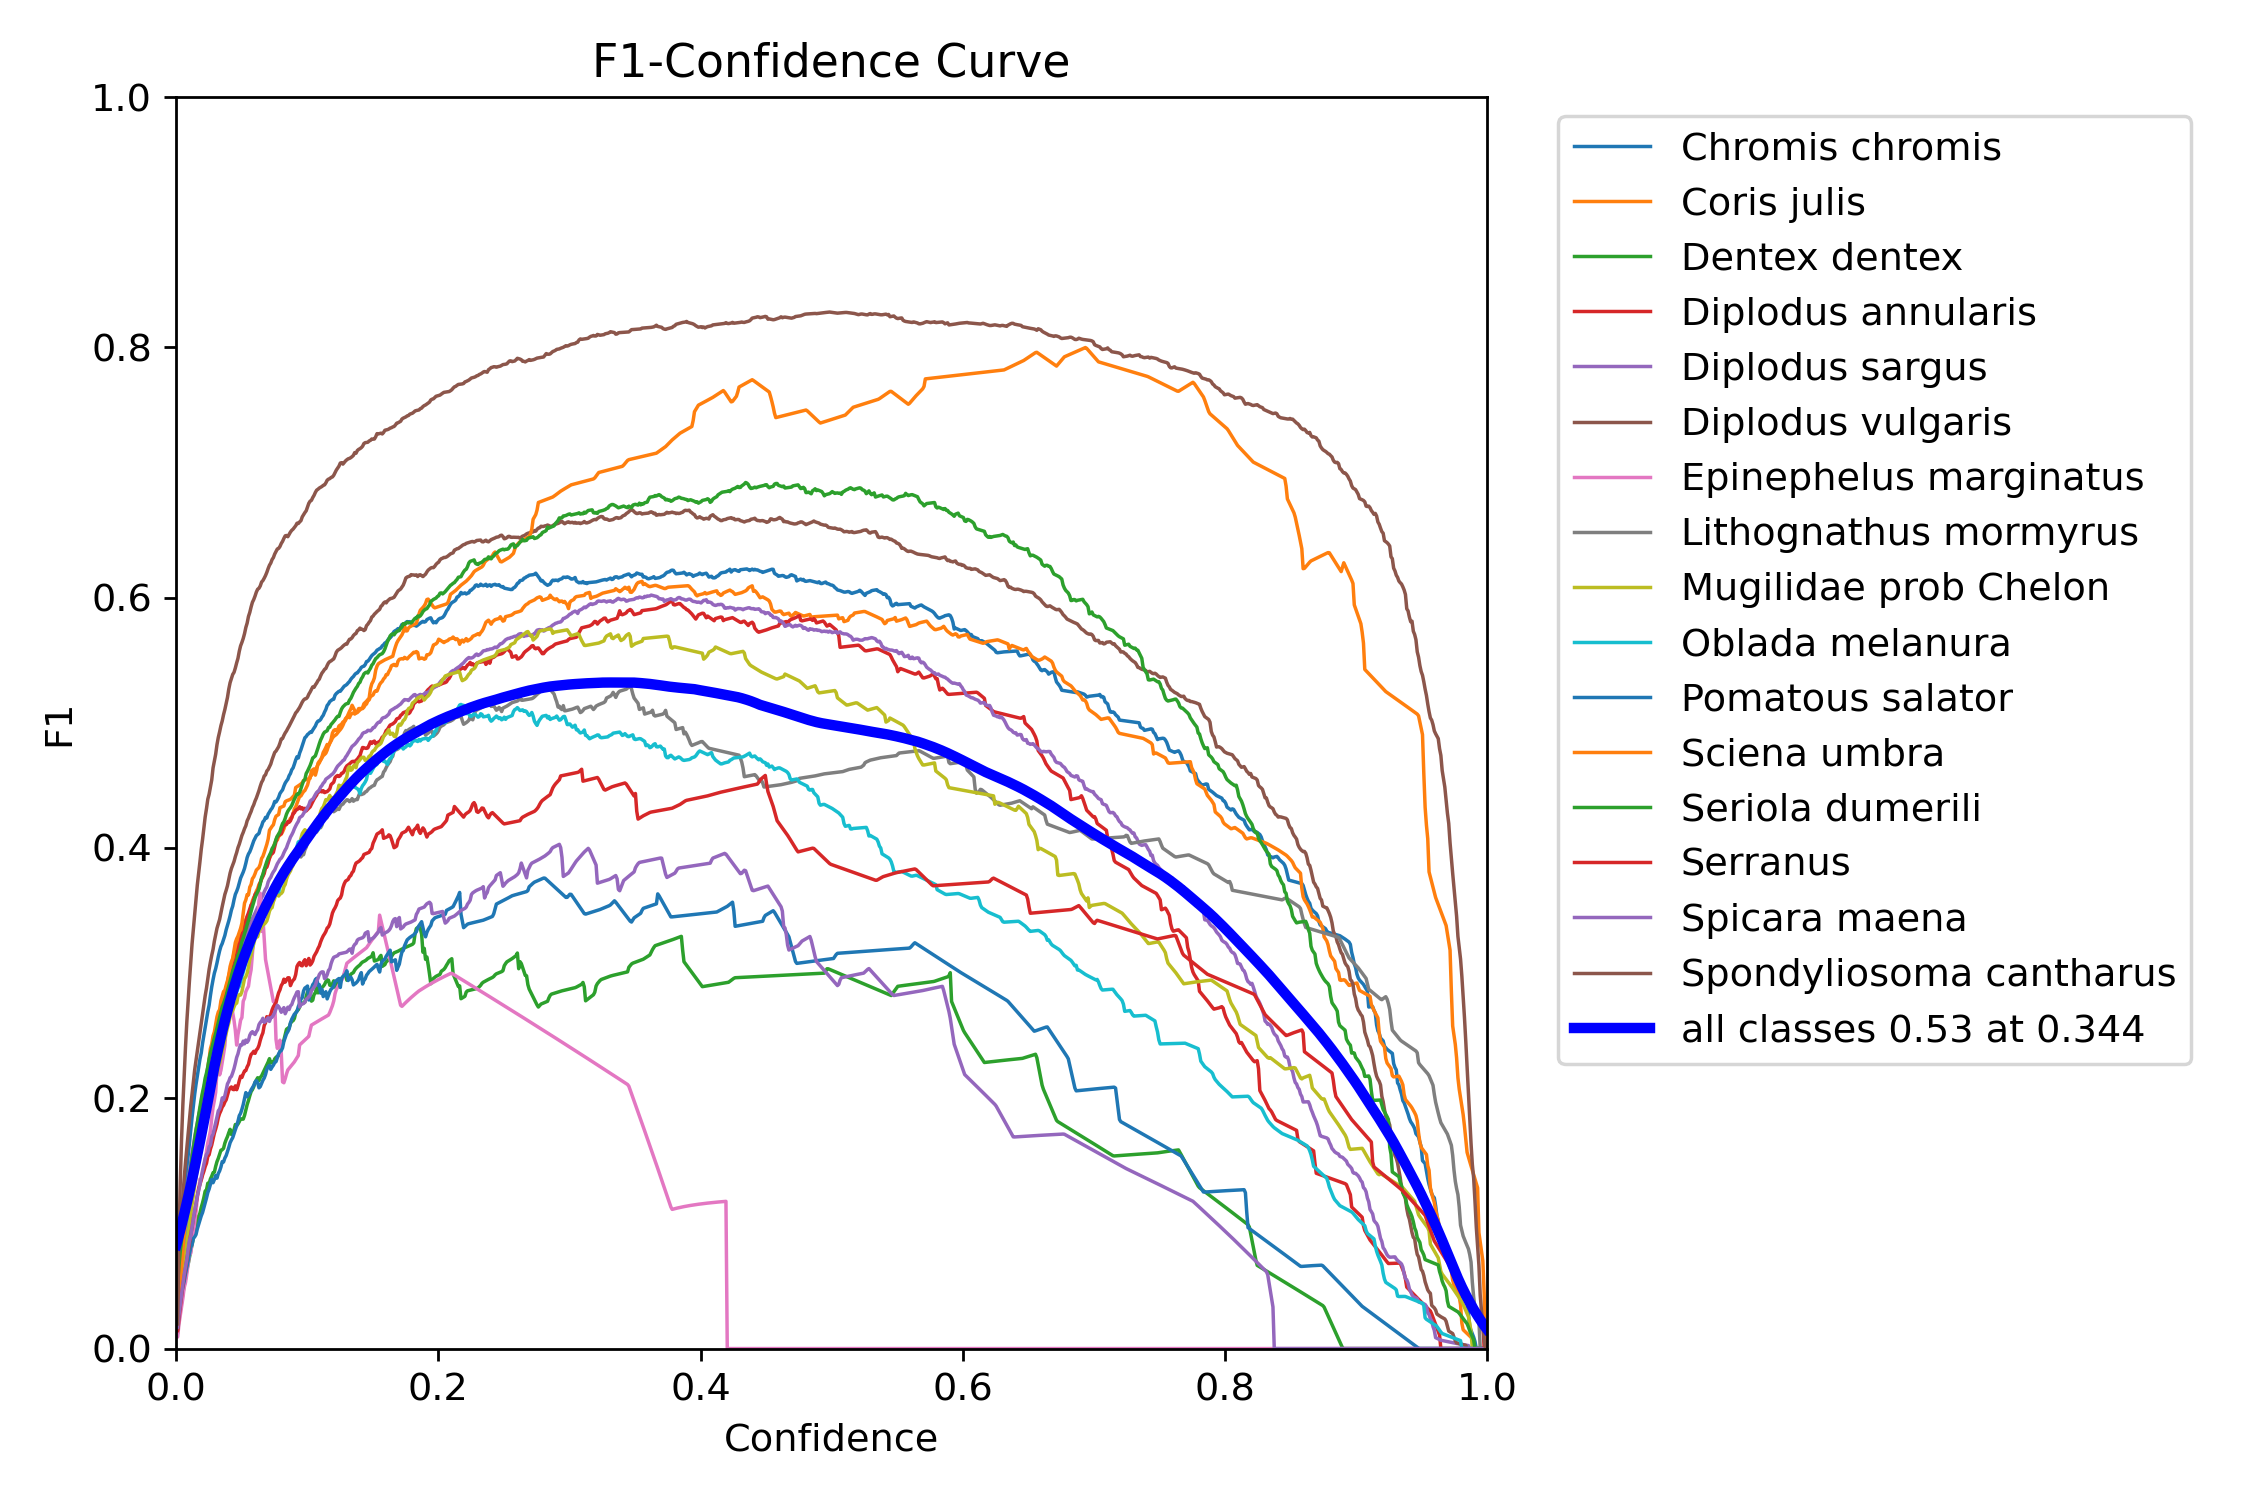 F1-Confidence Curve
1.0
0.8
0.6
0.4
0.2
0.0
F1
0.0 0.2 0.4 0.6 0.8 1.0
Confidence
Chromis chromis
Coris julis
Dentex dentex
Diplodus annularis
Diplodus sargus
Diplodus vulgaris
Epinephelus marginatus
Lithognathus mormyrus
Mugilidae prob Chelon
Oblada melanura
Pomatous salator
Sciena umbra
Seriola dumerili
Serranus
Spicara maena
Spondyliosoma cantharus
all classes 0.53 at 0.344